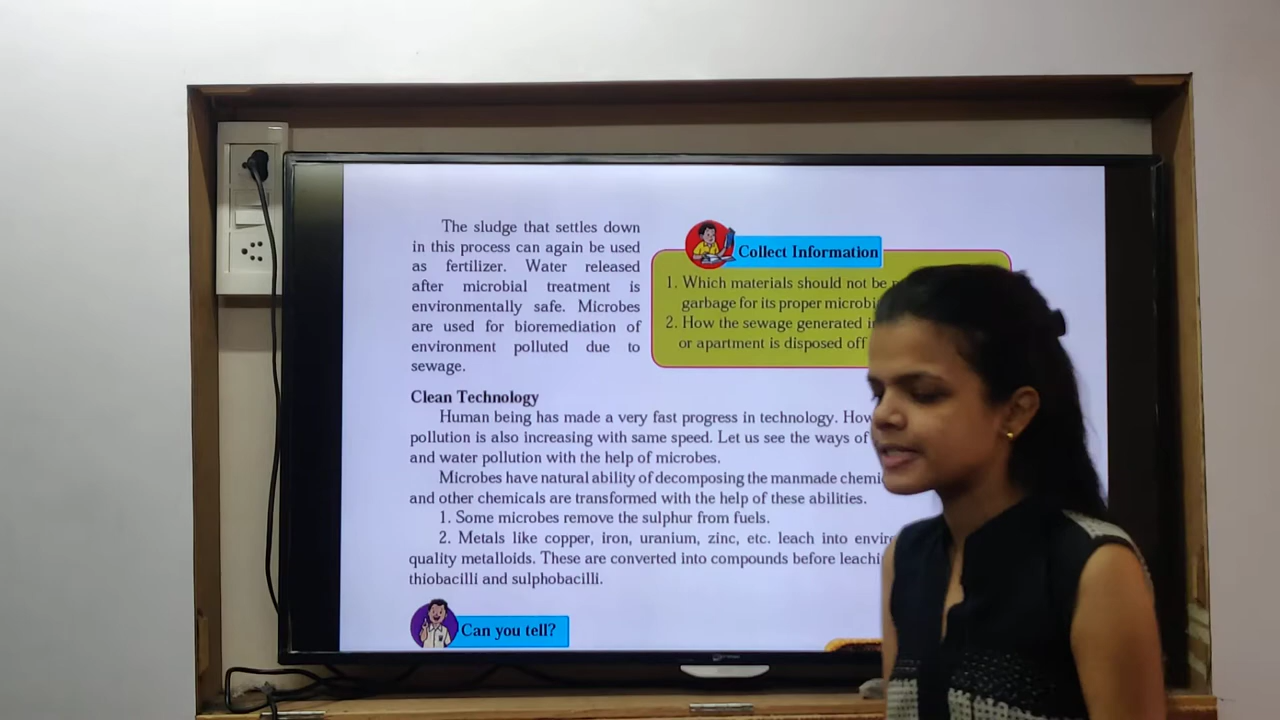 The sludge that settles down
in this process can again be used
as fertilizer. Water released
after microbial treatment is
environmentally safe. Microbes
are used for bioremediation of
environment polluted due to
sewage.
Collect Information
1. Which materials should not be
garbage for its proper
2. How the sewage generated
or apartment is disposed off
Clean Technology
Human being has made a very fast progress in technology.
pollution is also increasing with same speed. Let us see the ways of
and water pollution with the help of microbes.
Microbes have natural ability of decomposing the manmade
and other chemicals are transformed with the help of these abilities.
1. Some microbes remove the sulphur from fuels.
2. Metals like copper, iron, uranium, zinc, etc. leach into
quality metalloids. These are converted into compounds before
thiobacilli and sulphobacilli.
Can you tell?